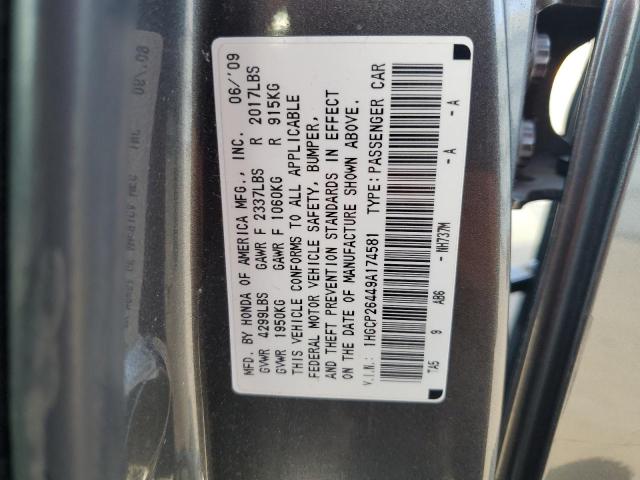 MFD. BY HONDA OF AMERICA MFG., INC. 06/'09
GVWR 4299LBS GAWR F 2337LBS R 2017LBS
GVWR 1950KG GAWR F 1060KG R 915KG
THIS VEHICLE CONFORMS TO ALL APPLICABLE
FEDERAL MOTOR VEHICLE SAFETY, BUMPER,
AND THEFT PREVENTION STANDARDS IN EFFECT
ON THE DATE OF MANUFACTURE SHOWN ABOVE.
V.I.N.: 1HGCP26449A174581 TYPE:PASSENGER CAR
TA5 9 AB6 - NH737M - A - A